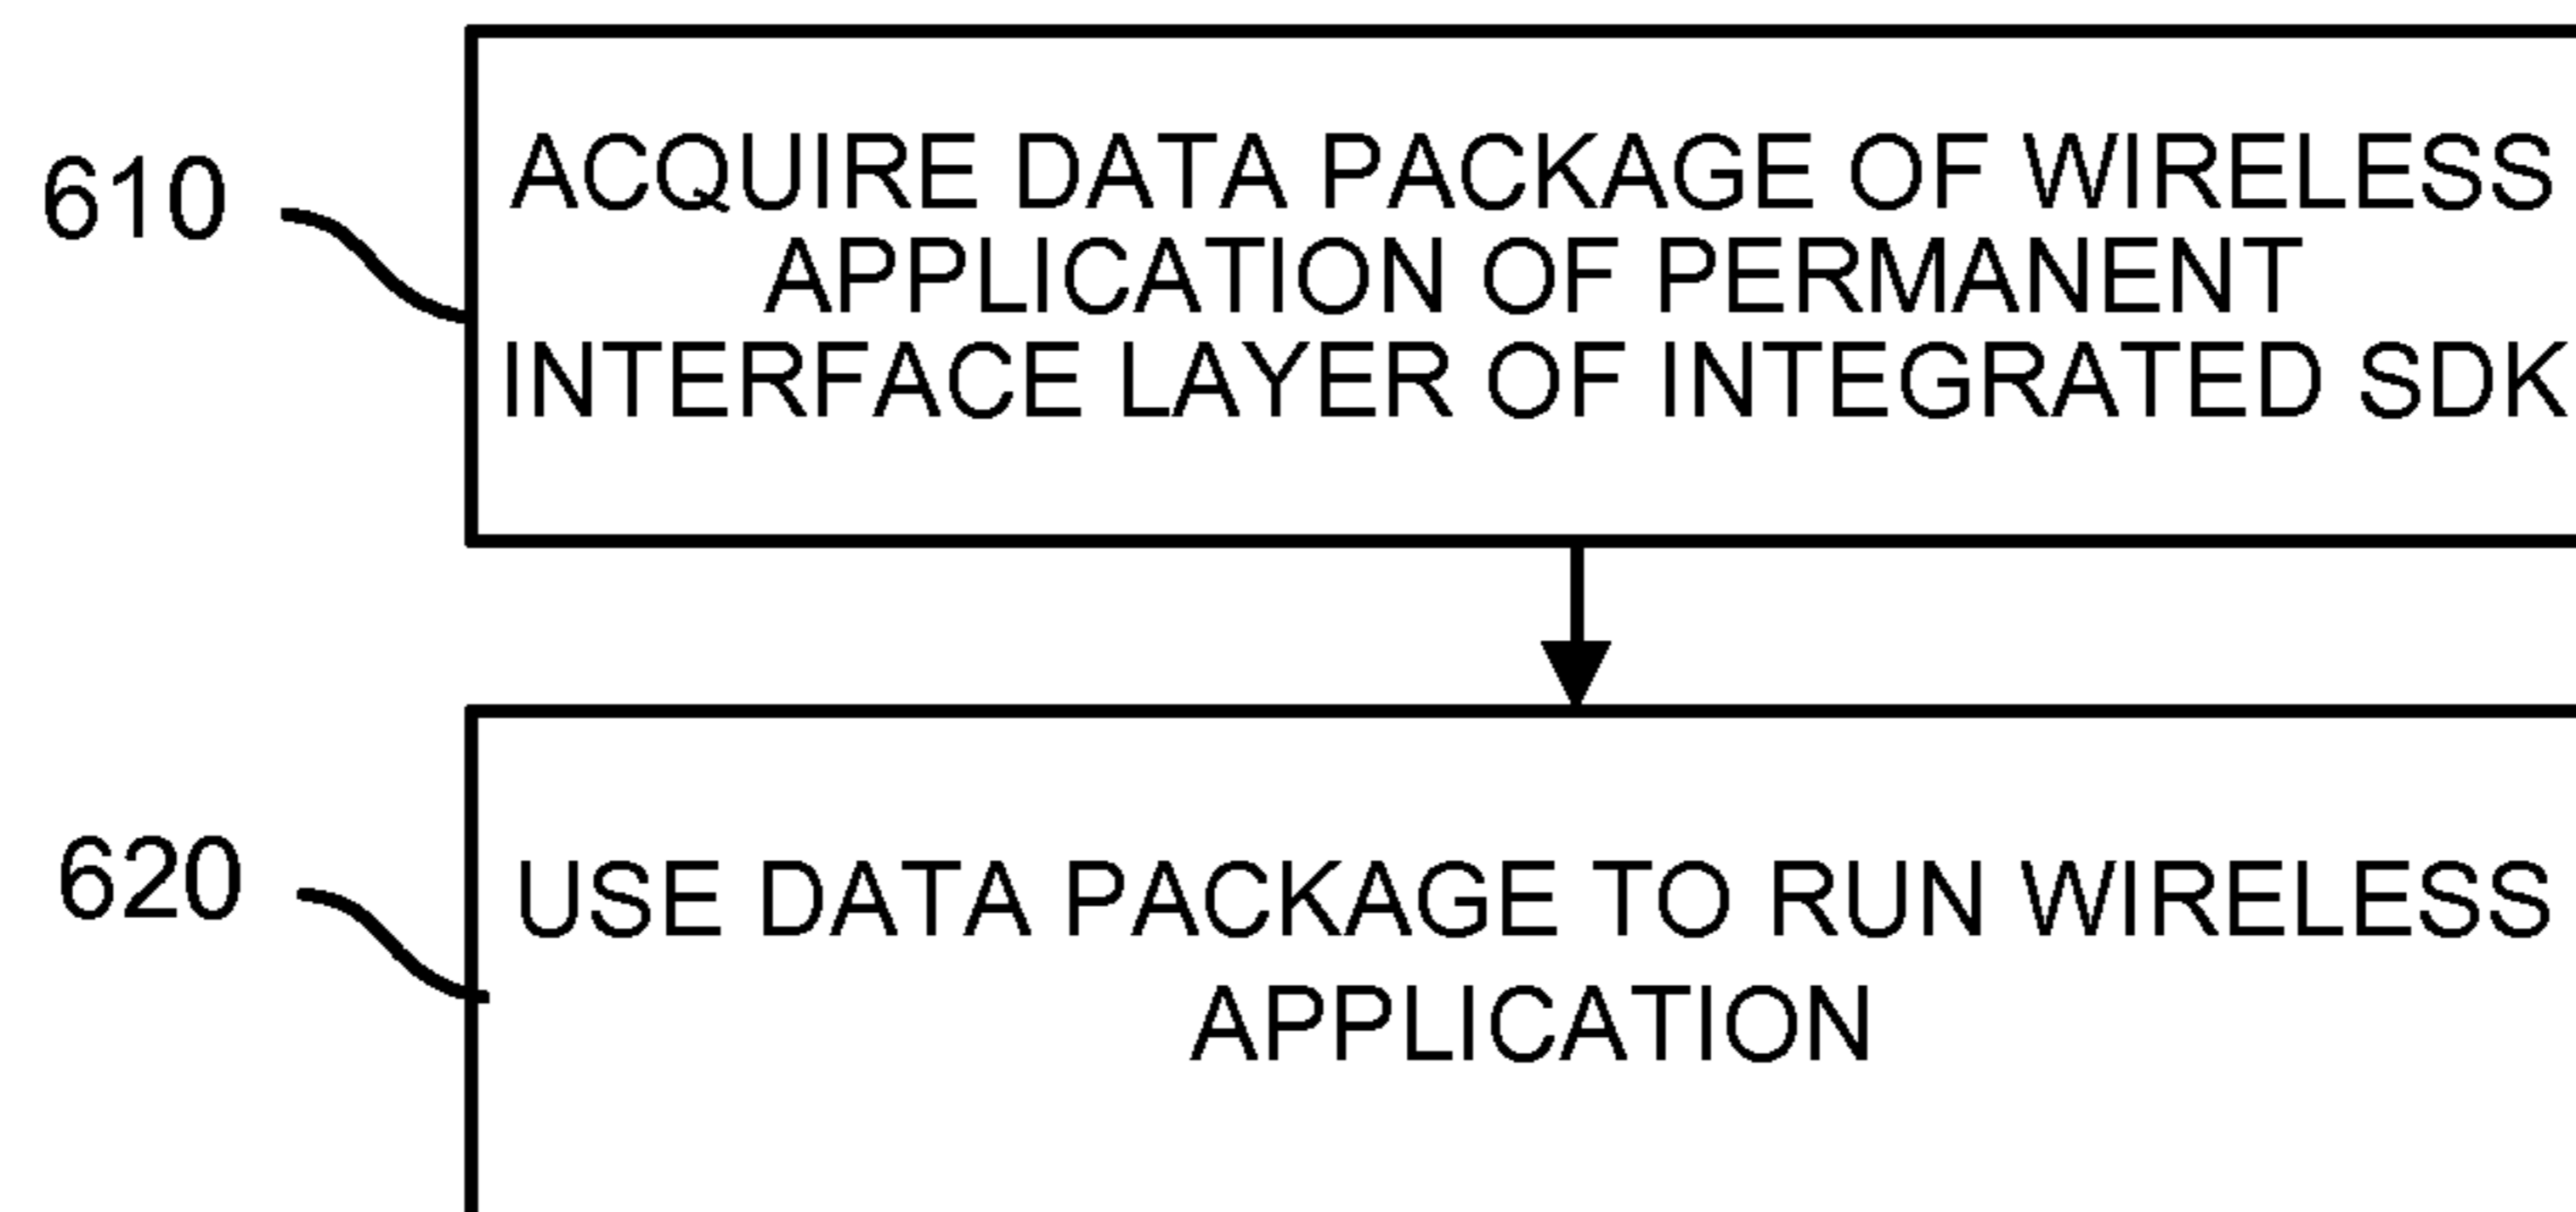 610
ACQUIRE DATA PACKAGE OF WIRELESS
APPLICATION OF PERMANENT
INTERFACE LAYER OF INTEGRATED SDK
620
USE DATA PACKAGE TO RUN WIRELESS
APPLICATION